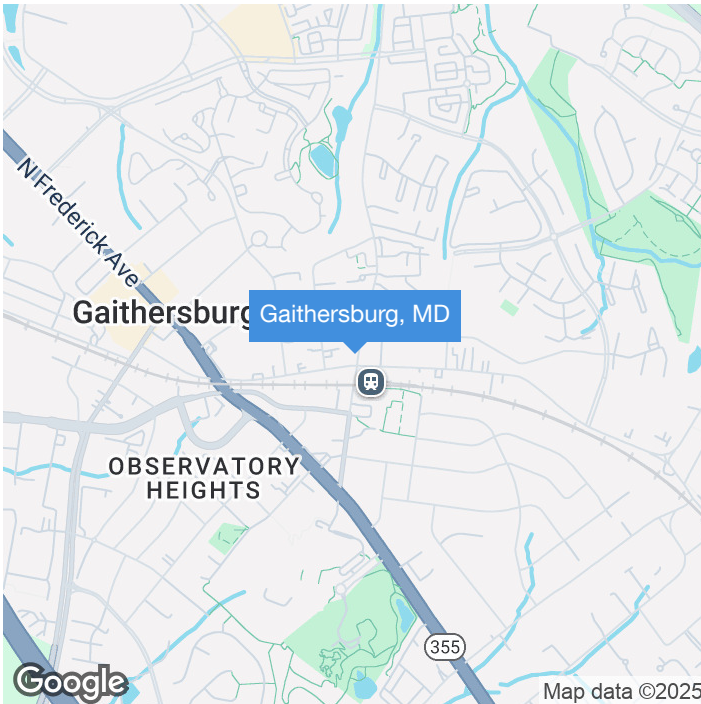 N Frederick Ave
Gaithersburg
Gaithersburg, MD
OBSERVATORY
HEIGHTS
355
Google
Map data ©2025